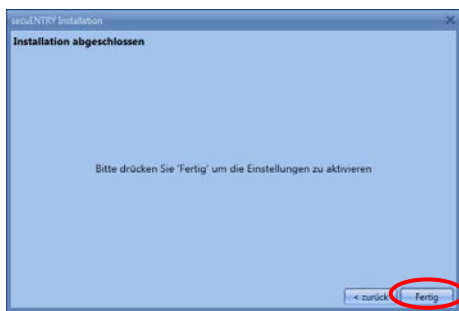 secuENTRY Installation
Installation abgeschlossen
Bitte drücken Sie 'Fertig' um die Einstellungen zu aktivieren
< zurück
Fertig